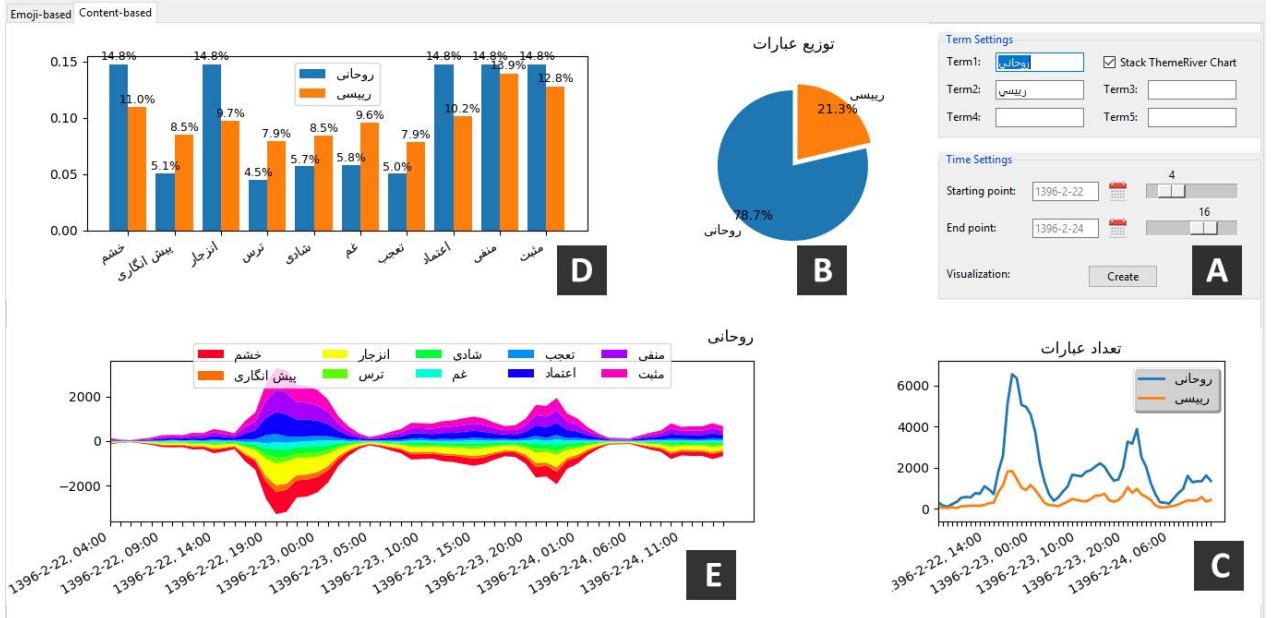 Emoji-based Content-based
14.8% 14.8% 14.8% 14.8% 14.8%
11.0% 9.7% 10.2% 13.9% 12.8%
5.1% 8.5% 4.5% 7.9% 5.7% 8.5% 5.8% 9.6% 5.0% 7.9%
روحانی
رییسی
0.15
0.10
0.05
0.00
خشم پیش انگاری انزجار ترس شادی غم تعجب اعتماد منفی مثبت
D
توزیع عبارات
رییسی
21.3%
78.7%
روحانی
B
Term Settings
Term1: روحانی Stack ThemeRiver Chart
Term2: رییسی Term3:
Term4: Term5:
Time Settings
4
Starting point: 1396-2-22
16
End point: 1396-2-24
Visualization: Create
A
روحانی
خشم انزجار شادی تعجب منفی
پیش انگاری ترس غم اعتماد مثبت
2000
0
−2000
1396-2-22, 04:00 1396-2-22, 09:00 1396-2-22, 14:00 1396-2-22, 19:00 1396-2-23, 00:00 1396-2-23, 05:00 1396-2-23, 10:00 1396-2-23, 15:00 1396-2-23, 20:00 1396-2-24, 01:00 1396-2-24, 06:00 1396-2-24, 11:00
E
تعداد عبارات
روحانی
رییسی
6000
4000
2000
0
396-2-22, 14:00 1396-2-23, 00:00 1396-2-23, 10:00 1396-2-23, 20:00 1396-2-24, 06:00
C